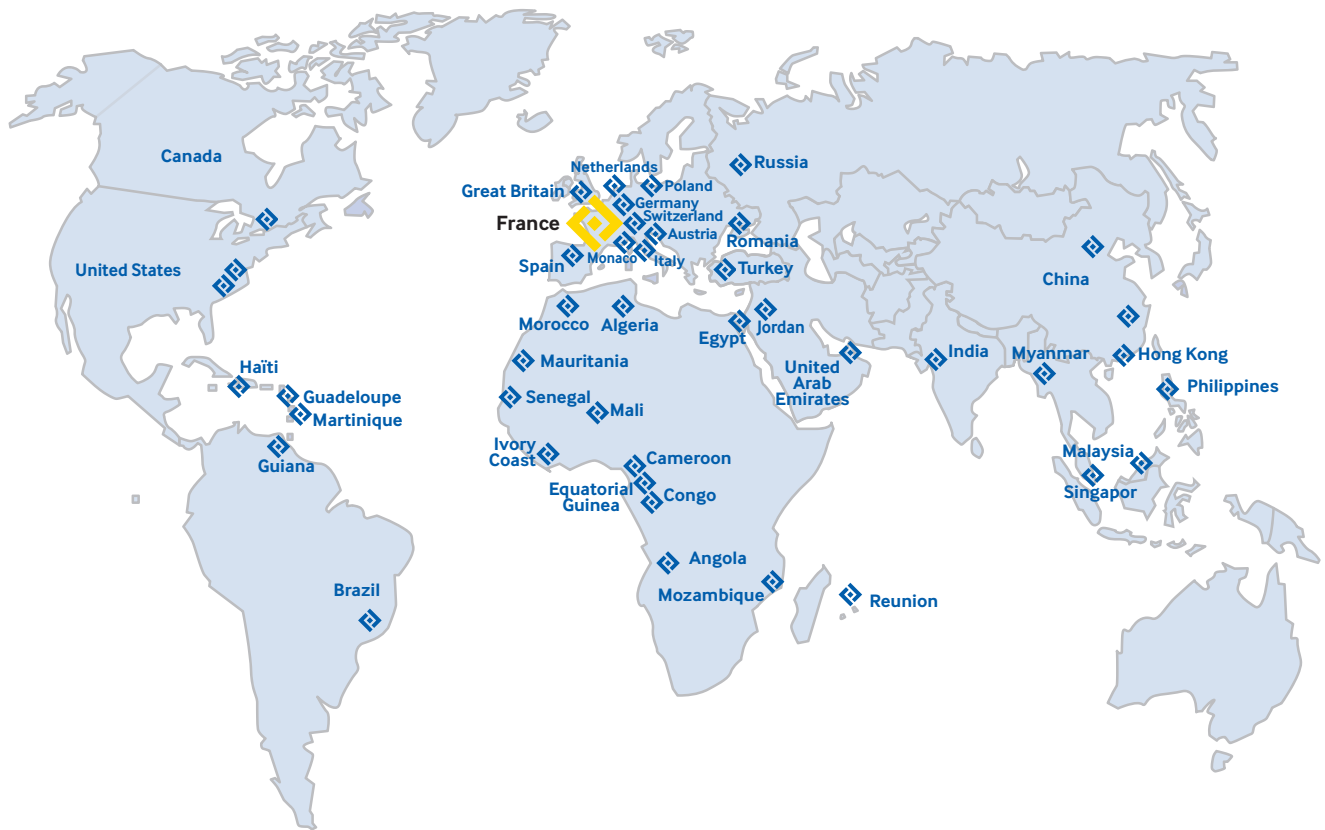 Canada
United States
Haïti
Guadeloupe
Martinique
Guiana
Brazil
Netherlands
Great Britain
Poland
Germany
France
Switzerland
Austria
Spain
Monaco
Italy
Russia
Romania
Turkey
Morocco
Algeria
Egypt
Jordan
Mauritania
Senegal
Mali
United
Arab
Emirates
Ivory
Coast
Cameroon
Equatorial
Guinea
Congo
Angola
Mozambique
Reunion
China
India
Myanmar
Hong Kong
Philippines
Malaysia
Singapor